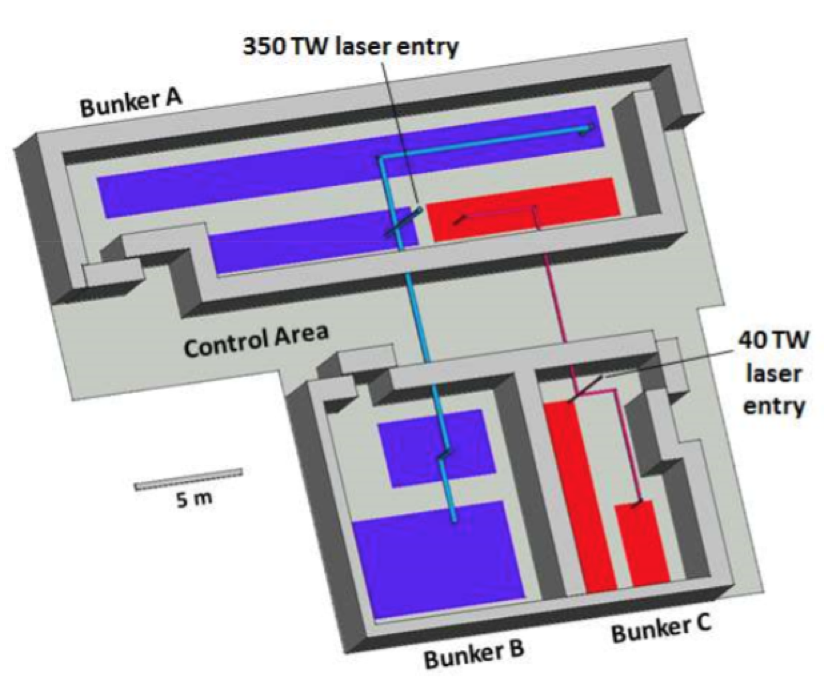 350 TW laser entry
Bunker A
Control Area
40 TW
laser
entry
5 m
Bunker B
Bunker C